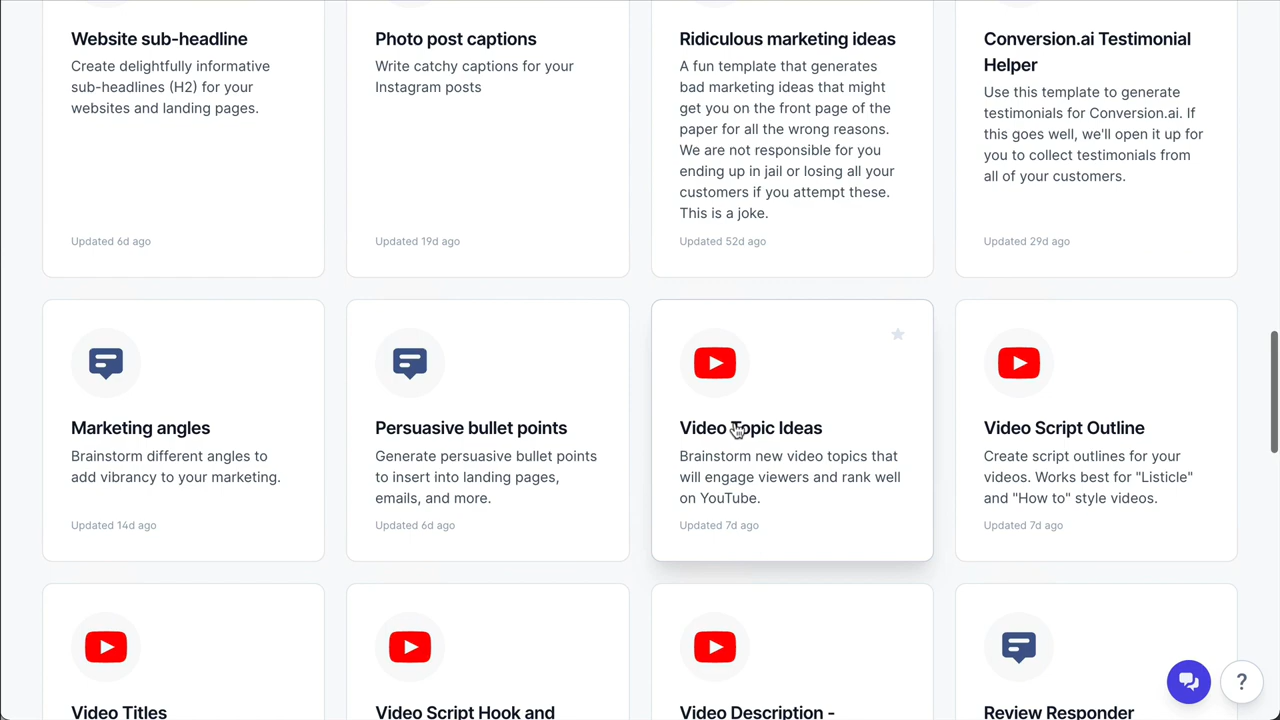 Website sub-headline
Create delightfully informative
sub-headlines (H2) for your
websites and landing pages.
Updated 6d ago
Photo post captions
Write catchy captions for your
Instagram posts
Updated 19d ago
Ridiculous marketing ideas
A fun template that generates
bad marketing ideas that might
get you on the front page of the
paper for all the wrong reasons.
We are not responsible for you
ending up in jail or losing all your
customers if you attempt these.
This is a joke.
Updated 52d ago
Conversion.ai Testimonial
Helper
Use this template to generate
testimonials for Conversion.ai. If
this goes well, we'll open it up for
you to collect testimonials from
all of your customers.
Updated 29d ago
Marketing angles
Brainstorm different angles to
add vibrancy to your marketing.
Updated 14d ago
Persuasive bullet points
Generate persuasive bullet points
to insert into landing pages,
emails, and more.
Updated 6d ago
Video Topic Ideas
Brainstorm new video topics that
will engage viewers and rank well
on YouTube.
Updated 7d ago
Video Script Outline
Create script outlines for your
videos. Works best for "Listicle"
and "How to" style videos.
Updated 7d ago
Video Titles
Video Script Hook and
Video Description -
Review Responder
?